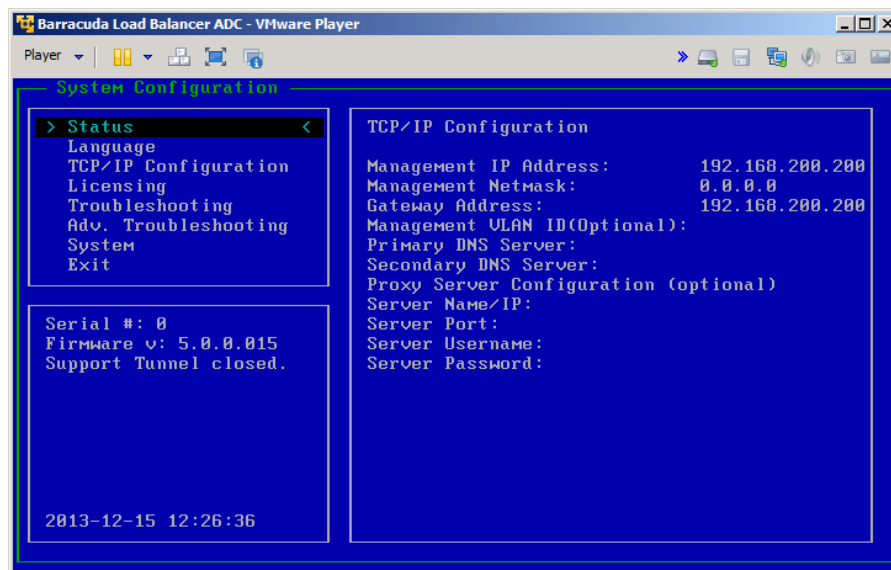 Barracuda Load Balancer ADC - VMware Player
Player
System Configuration
> Status <
Language
TCP/IP Configuration
Licensing
Troubleshooting
Adv. Troubleshooting
System
Exit
Serial #: 0
Firmware v: 5.0.0.015
Support Tunnel closed.
2013-12-15 12:26:36
TCP/IP Configuration
Management IP Address: 192.168.200.200
Management Netmask: 0.0.0.0
Gateway Address: 192.168.200.200
Management VLAN ID(Optional):
Primary DNS Server:
Secondary DNS Server:
Proxy Server Configuration (optional)
Server Name/IP:
Server Port:
Server Username:
Server Password: